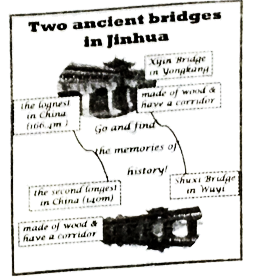 Two ancient bridges
in Jinhua
Xijin Bridge
in Yongkang
made of wood &
have a corridor
the lognest
in China
(166.4m)
Go and find
the memories of
history!
the second longest
in China (140m)
Shuxi Bridge
in Wuyi
made of wood &
have a corridor